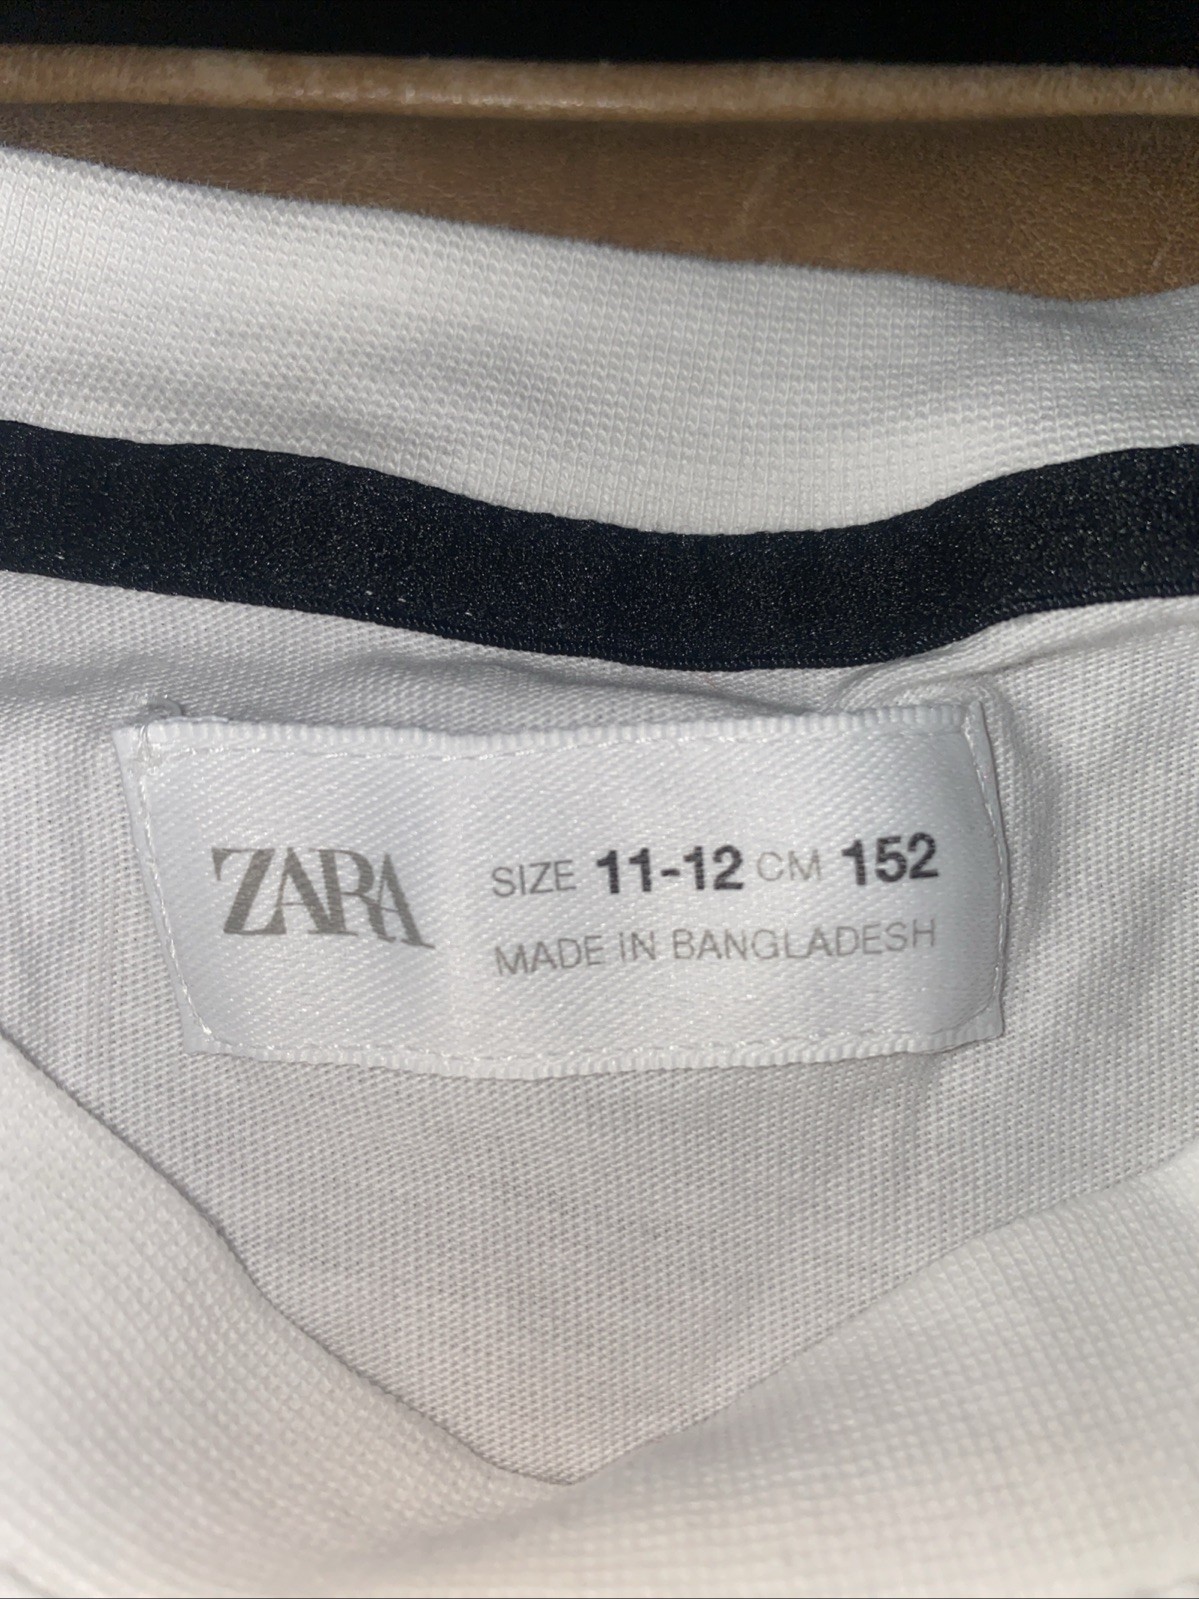 ZARA
SIZE 11-12 CM 152
MADE IN BANGLADESH